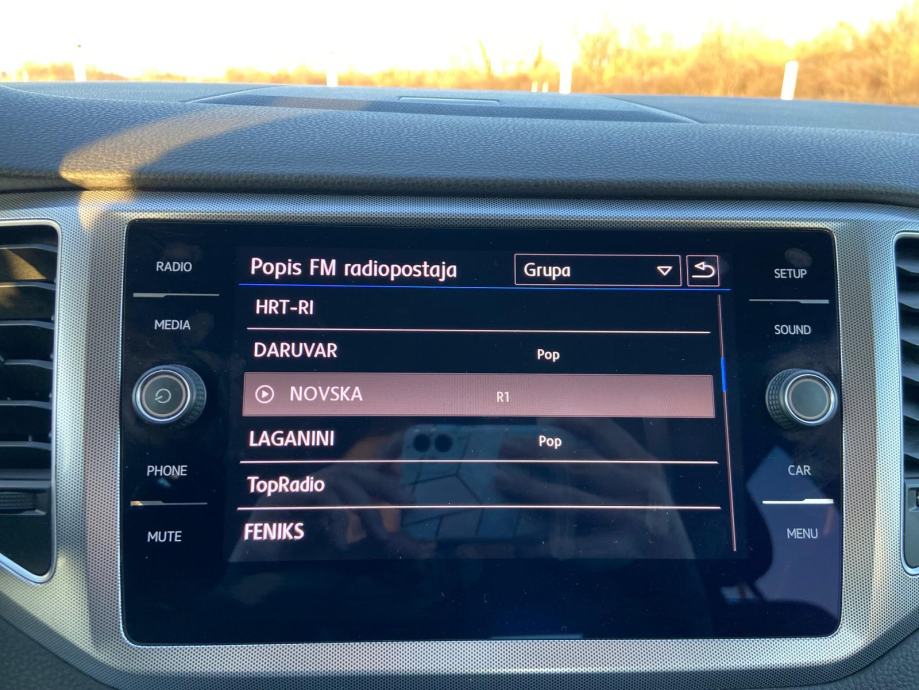 RADIO
MEDIA
PHONE
MUTE
Popis FM radiopostaja Grupa
HRT-RI
DARUVAR Pop
NOVSKA R1
LAGANINI Pop
TopRadio
FENIKS
SETUP
SOUND
CAR
MENU